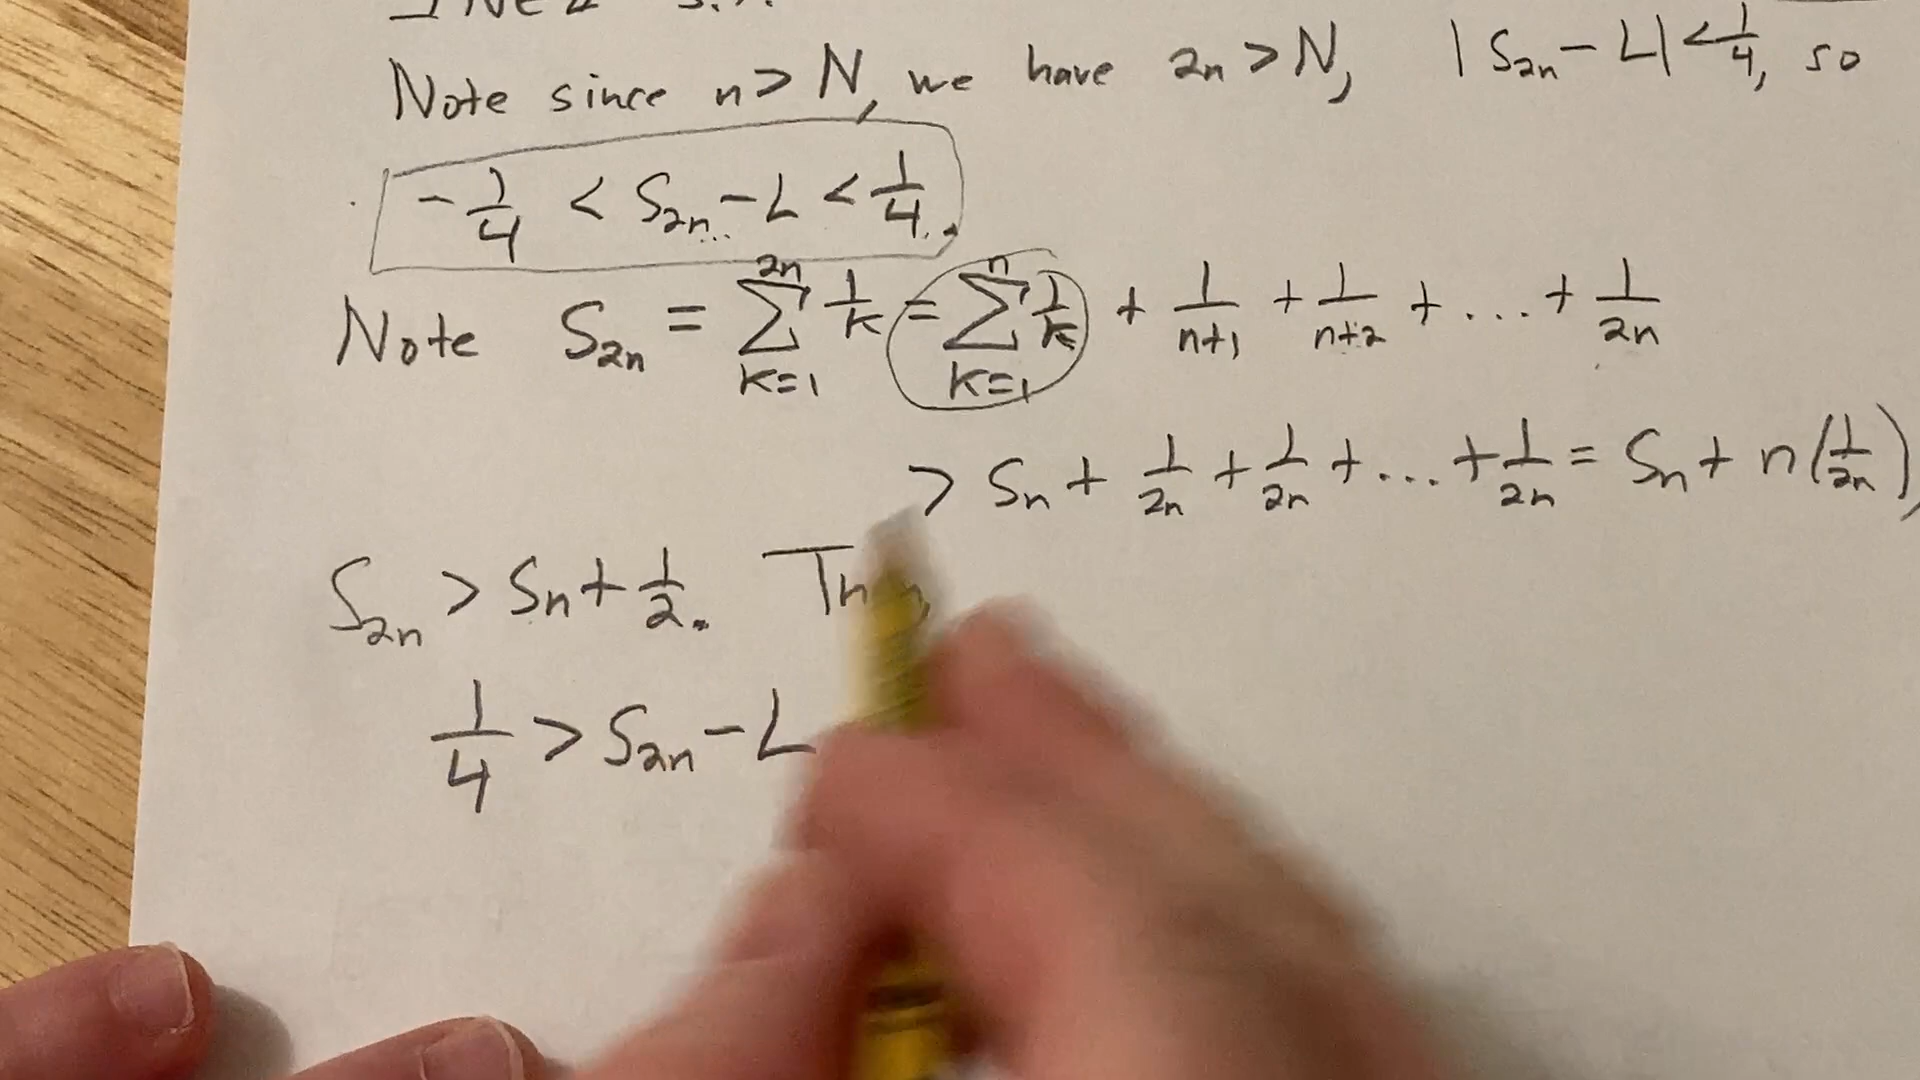 Note since n > N, we have 2n > N, |S₂ₙ - L| < 1/4, so
-1/4 < S₂ₙ - L < 1/4.
Note S₂ₙ = ∑_{k=1}^{2n} 1/k = ∑_{k=1}^{n} 1/k + 1/(n+1) + 1/(n+2) + ... + 1/(2n)
> Sₙ + 1/(2n) + 1/(2n) + ... + 1/(2n) = Sₙ + n(1/(2n)),
S₂ₙ > Sₙ + 1/2.
1/4 > S₂ₙ - L